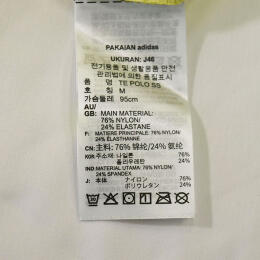 PAKAIAN adidas
UKURAN: J46
전기용품 및 생활용품 안전
관리법에 의한 품질표시
품 명 TE POLO SS
호 칭 M
가슴둘레 95cm
AU/
GB: MAIN MATERIAL:
76% NYLON/
24% ELASTANE
F: MATIERE PRINCIPALE: 76% NYLON/
24% ÉLASTHANNE
CN: 主料: 76% 锦纶/24% 氨纶
KOR 주소재: 나일론 76%
폴리우레탄 24%
IND: MATERIAL UTAMA: 76% NYLON/
24% SPANDEX
J: 本体 ナイロン 76%
ポリウレタン 24%